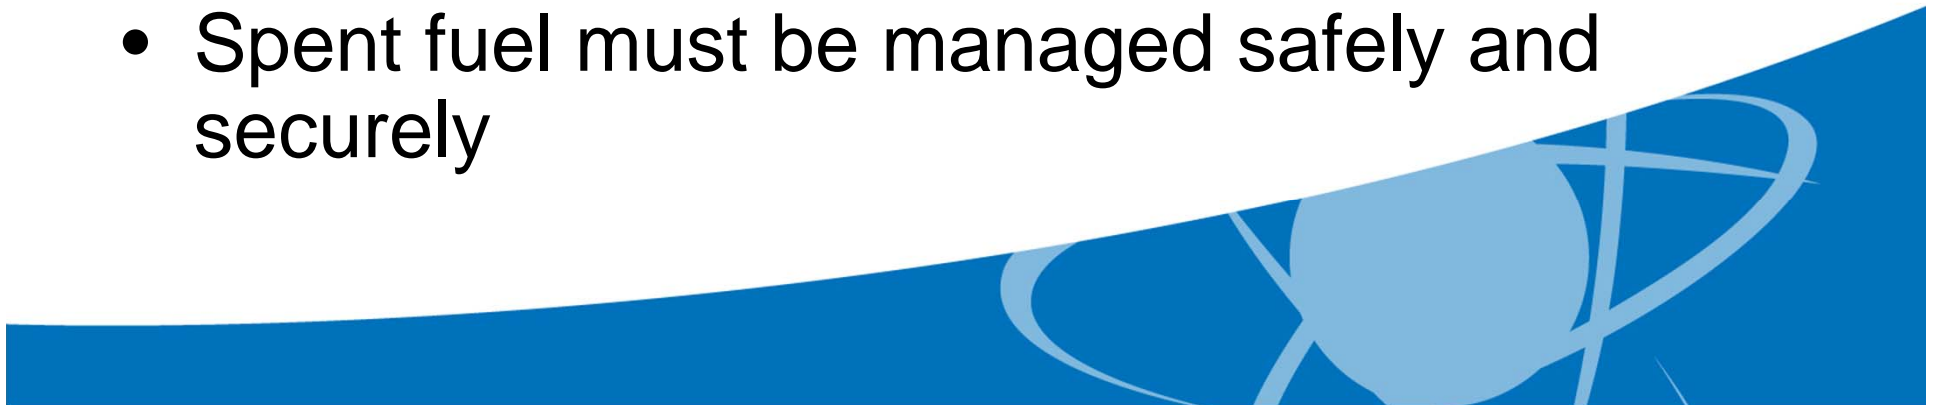 • Spent fuel must be managed safely and
securely